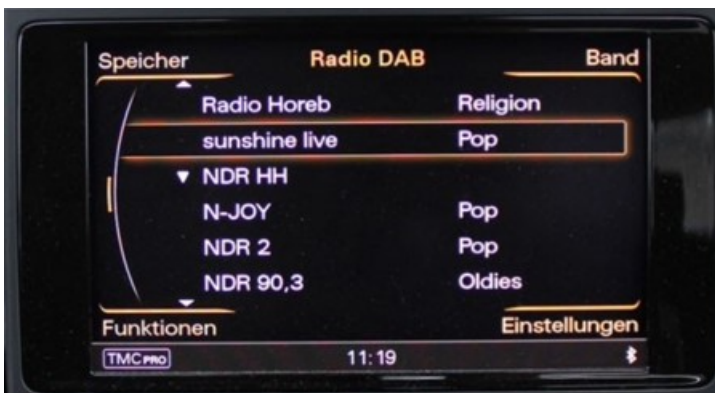 Speicher Radio DAB Band
Radio Horeb Religion
sunshine live Pop
NDR HH
N-JOY Pop
NDR 2 Pop
NDR 90,3 Oldies
Funktionen Einstellungen
TMC PRO 11:19